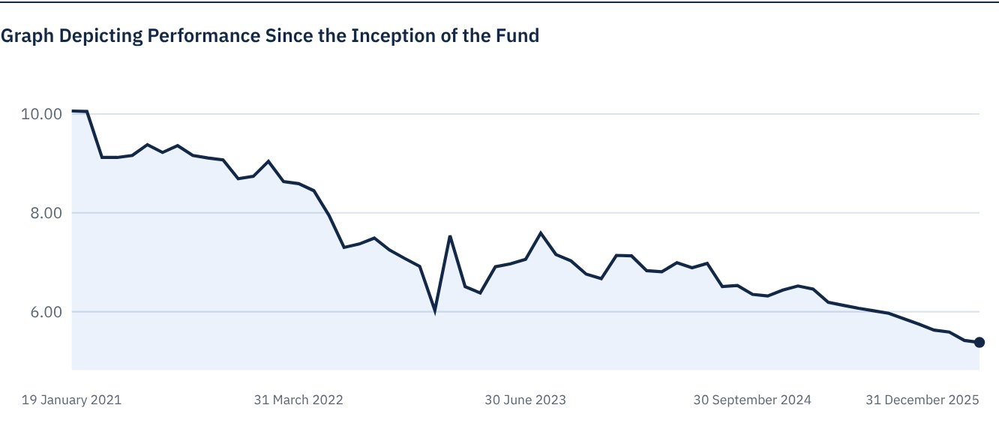 Graph Depicting Performance Since the Inception of the Fund
10.00
8.00
6.00
19 January 2021 31 March 2022 30 June 2023 30 September 2024 31 December 2025